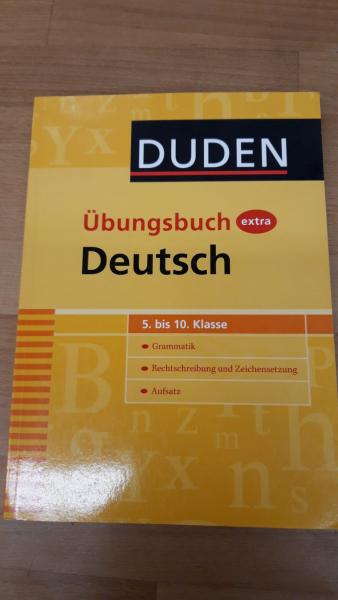 DUDEN
Übungsbuch extra
Deutsch
5. bis 10. Klasse
Grammatik
Rechtschreibung und Zeichensetzung
Aufsatz